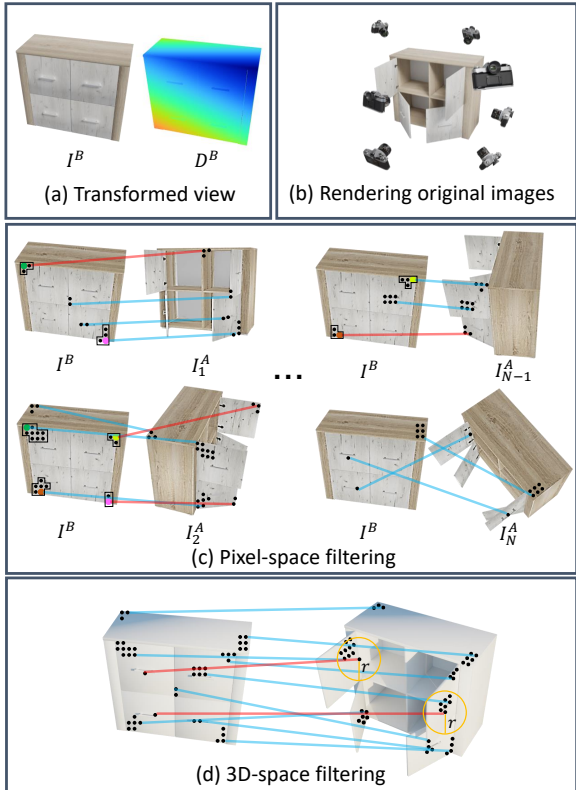 I^B D^B
(a) Transformed view
(b) Rendering original images
I^B I_1^A ... I^B I_{N-1}^A
I^B I_2^A I^B I_N^A
(c) Pixel-space filtering
r
r
(d) 3D-space filtering